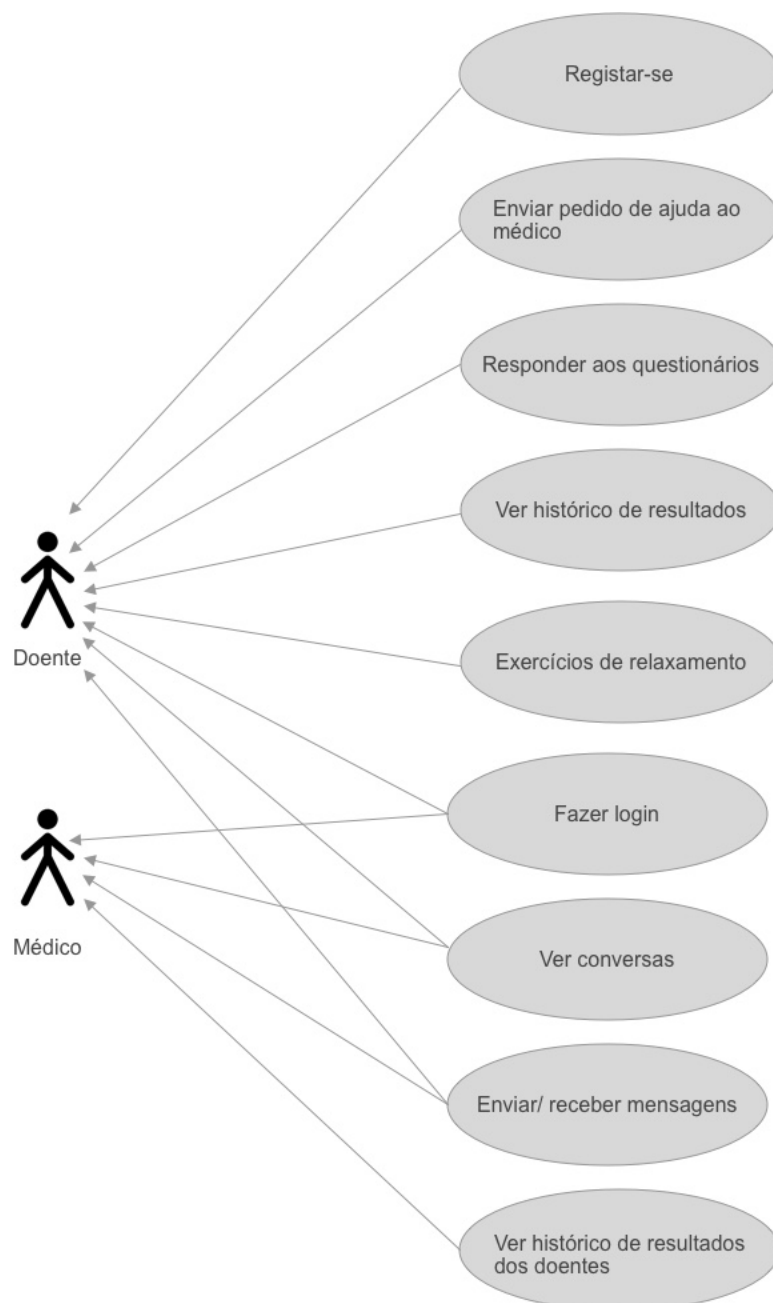 Registar-se
Enviar pedido de ajuda ao
médico
Responder aos questionários
Ver histórico de resultados
Exercícios de relaxamento
Doente
Fazer login
Médico
Ver conversas
Enviar/ receber mensagens
Ver histórico de resultados
dos doentes